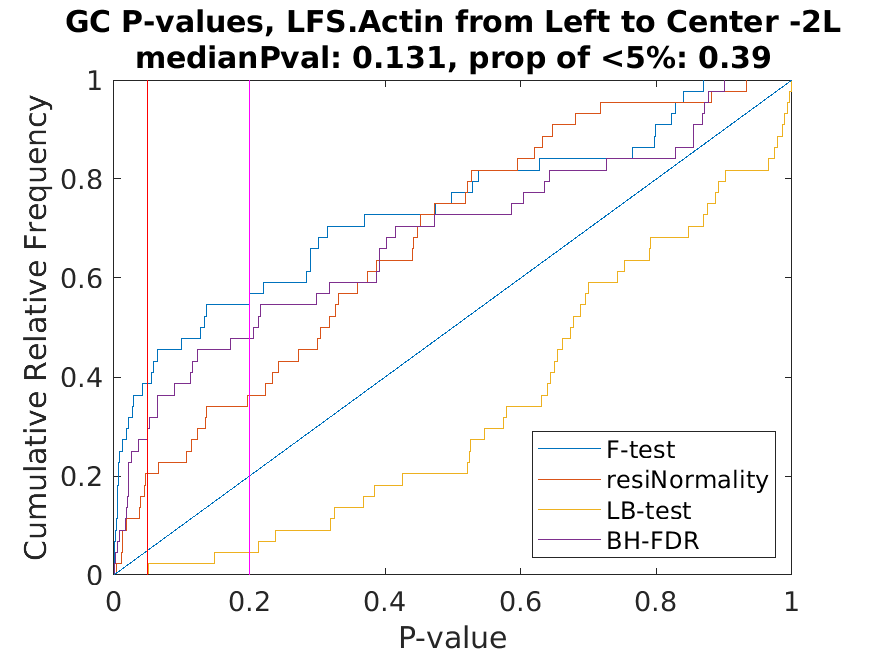 GC P-values, LFS.Actin from Left to Center -2L
medianPval: 0.131, prop of <5%: 0.39
Cumulative Relative Frequency
1
0.8
0.6
0.4
0.2
0
0
0.2
0.4
0.6
0.8
1
P-value
F-test
resiNormality
LB-test
BH-FDR